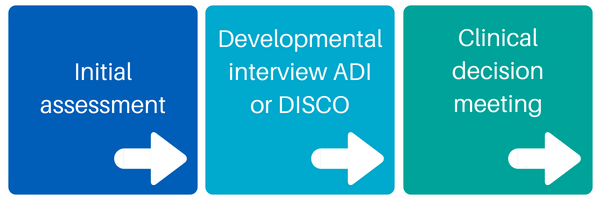 Initial
assessment
Developmental
interview ADI
or DISCO
Clinical
decision
meeting